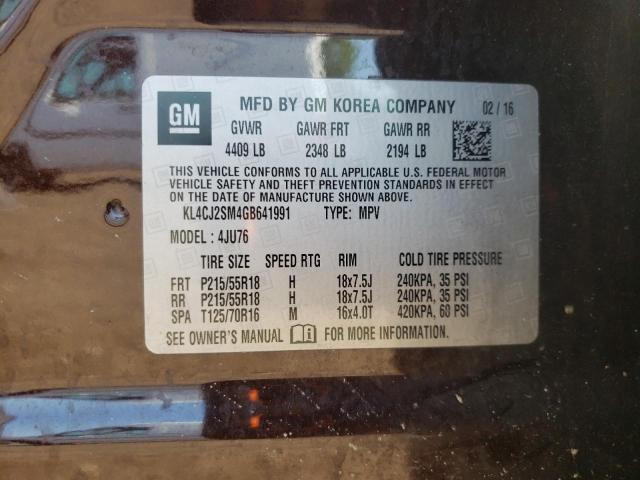 GM MFD BY GM KOREA COMPANY 02/16
GVWR GAWR FRT GAWR RR
4409 LB 2348 LB 2194 LB
THIS VEHICLE CONFORMS TO ALL APPLICABLE U.S. FEDERAL MOTOR
VEHICLE SAFETY AND THEFT PREVENTION STANDARDS IN EFFECT
ON THE DATE OF MANUFACTURE SHOWN ABOVE.
KL4CJ2SM4GB641991 TYPE: MPV
MODEL: 4JU76
TIRE SIZE SPEED RTG RIM COLD TIRE PRESSURE
FRT P215/55R18 H 18x7.5J 240KPA, 35 PSI
RR P215/55R18 H 18x7.5J 240KPA, 35 PSI
SPA T125/70R16 M 16x4.0T 420KPA, 60 PSI
SEE OWNER'S MANUAL FOR MORE INFORMATION.